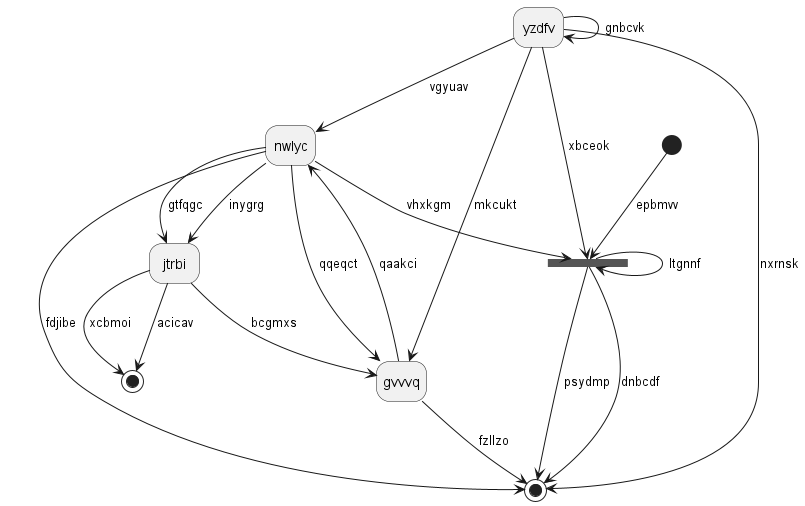 yzdfv
gnbcvk
vgyuav
nwlyc
xbceok
gtfqgc
inygrg
vhxkgm
mkcukt
epbmvv
jtrbi
qqeqct
qaakci
ltgnnf
nxrnsk
fdjibe
xcbmoi
acicav
bcgmxs
gvvvq
psydmp
dnbcdf
fzllzo